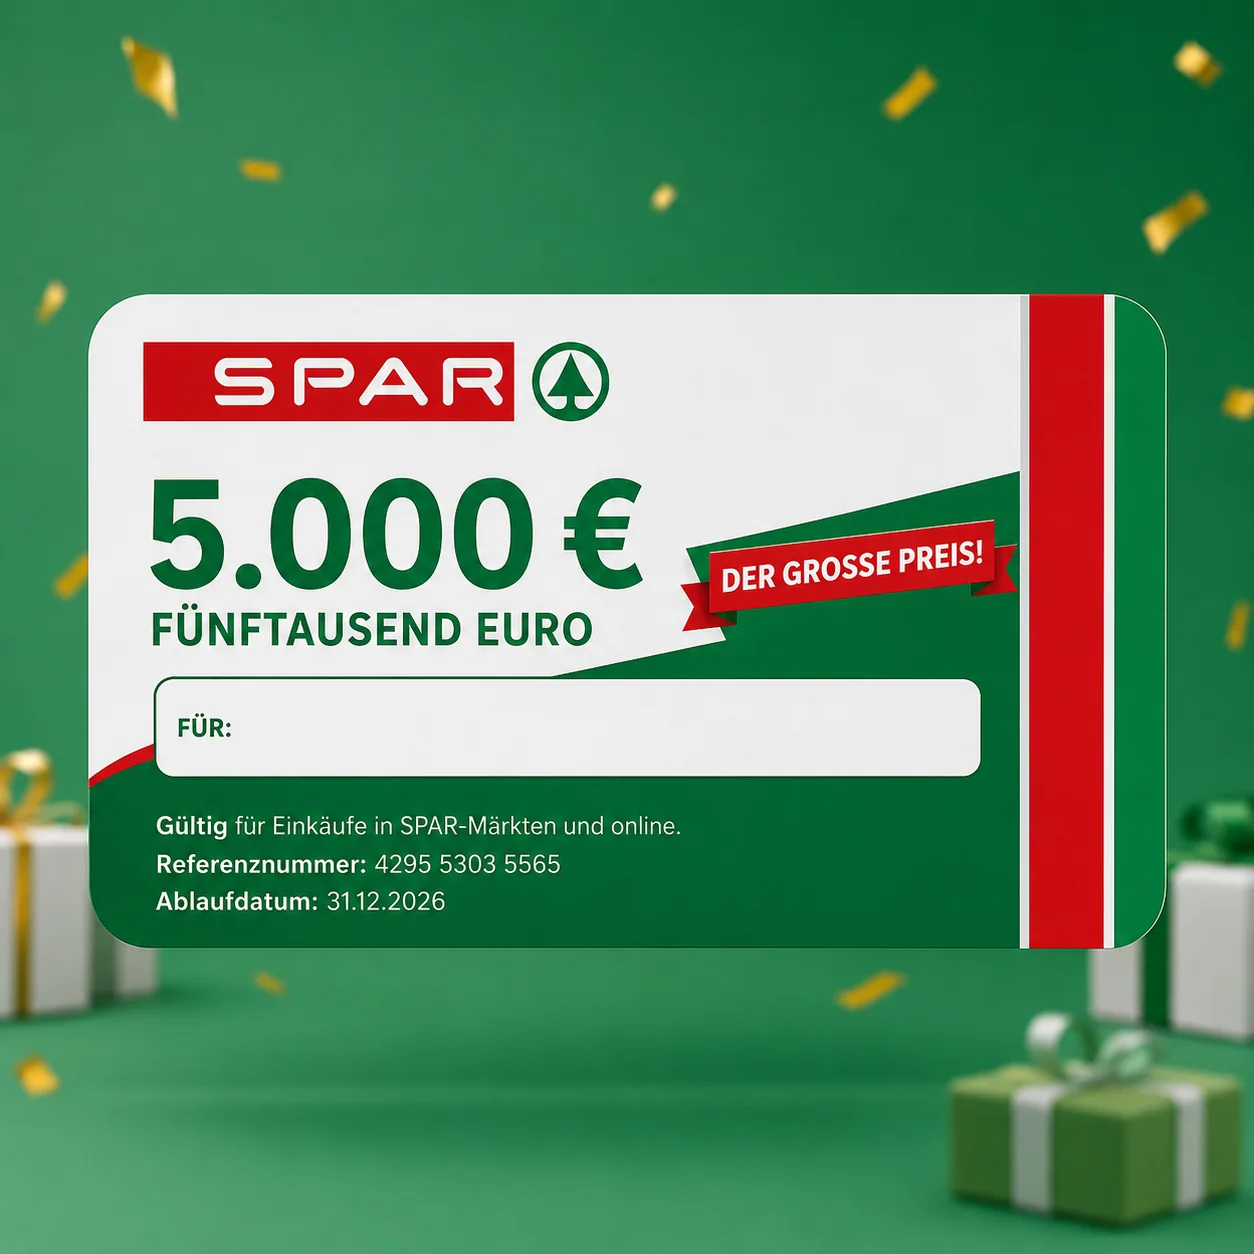 SPAR
5.000 €
FÜNFTAUSEND EURO
DER GROSSE PREIS!
FÜR:
Gültig für Einkäufe in SPAR-Märkten und online.
Referenznummer: 4295 5303 5565
Ablaufdatum: 31.12.2026